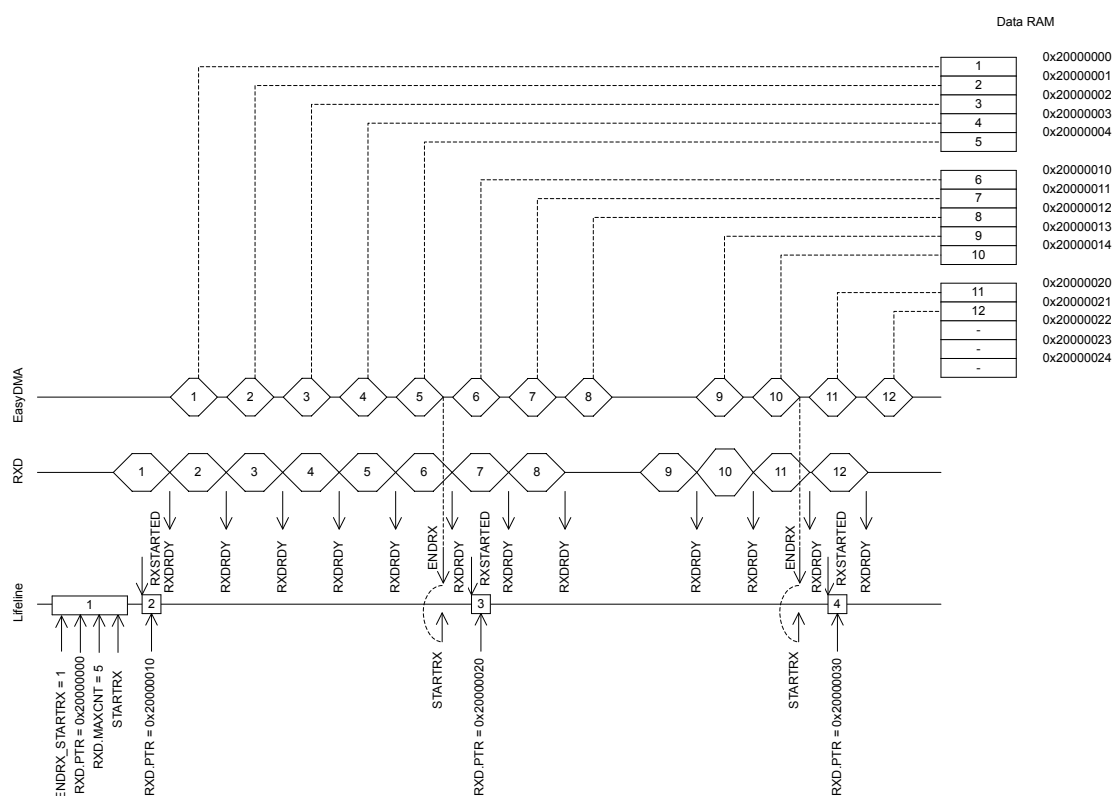 Data RAM
1
0x20000000
2
0x20000001
3
0x20000002
4
0x20000003
5
0x20000004
6
0x20000010
7
0x20000011
8
0x20000012
9
0x20000013
10
0x20000014
11
0x20000020
12
0x20000021
-
0x20000022
-
0x20000023
-
0x20000024
EasyDMA
1 2 3 4 5 6 7 8 9 10 11 12
RXD
1 2 3 4 5 6 7 8 9 10 11 12
RXSTARTED
RXDRDY
RXDRDY
RXDRDY
RXDRDY
RXDRDY
ENDRX
RXDRDY
RXSTARTED
RXDRDY
RXDRDY
RXDRDY
RXDRDY
ENDRX
RXDRDY
RXSTARTED
RXDRDY
Lifeline
1 2 3 4
ENDRX_STARTRX = 1
RXD.PTR = 0x20000000
RXD.MAXCNT = 5
STARTRX
RXD.PTR = 0x20000010
STARTRX
RXD.PTR = 0x20000020
STARTRX
RXD.PTR = 0x20000030